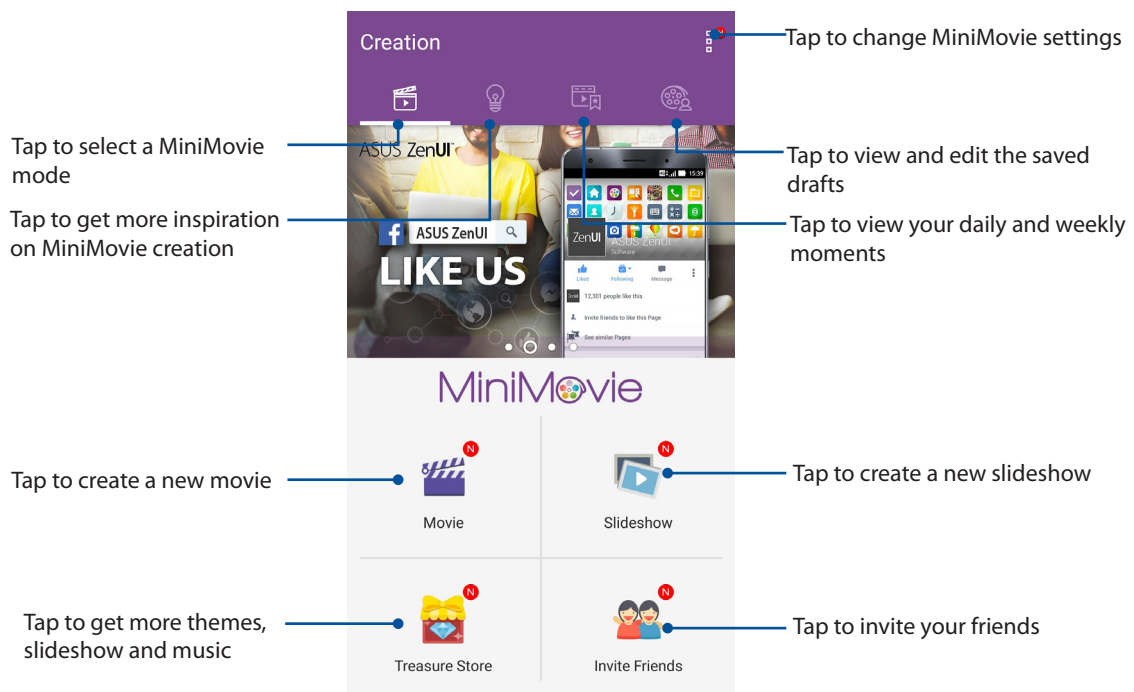 Creation
N
Tap to change MiniMovie settings
Tap to select a MiniMovie
mode
Tap to get more inspiration
on MiniMovie creation
Tap to view and edit the saved
drafts
Tap to view your daily and weekly
moments
ASUS ZenUI
f ASUS ZenUI
LIKE US
15:39
ZenUI
ASUS ZenUI
Software
Liked
Following
Message
ZenUI 12,301 people like this
Invite friends to like this Page
See similar Pages
MiniMovie
Tap to create a new movie
N
Movie
N
Slideshow
Tap to create a new slideshow
Tap to get more themes,
slideshow and music
N
Treasure Store
N
Invite Friends
Tap to invite your friends